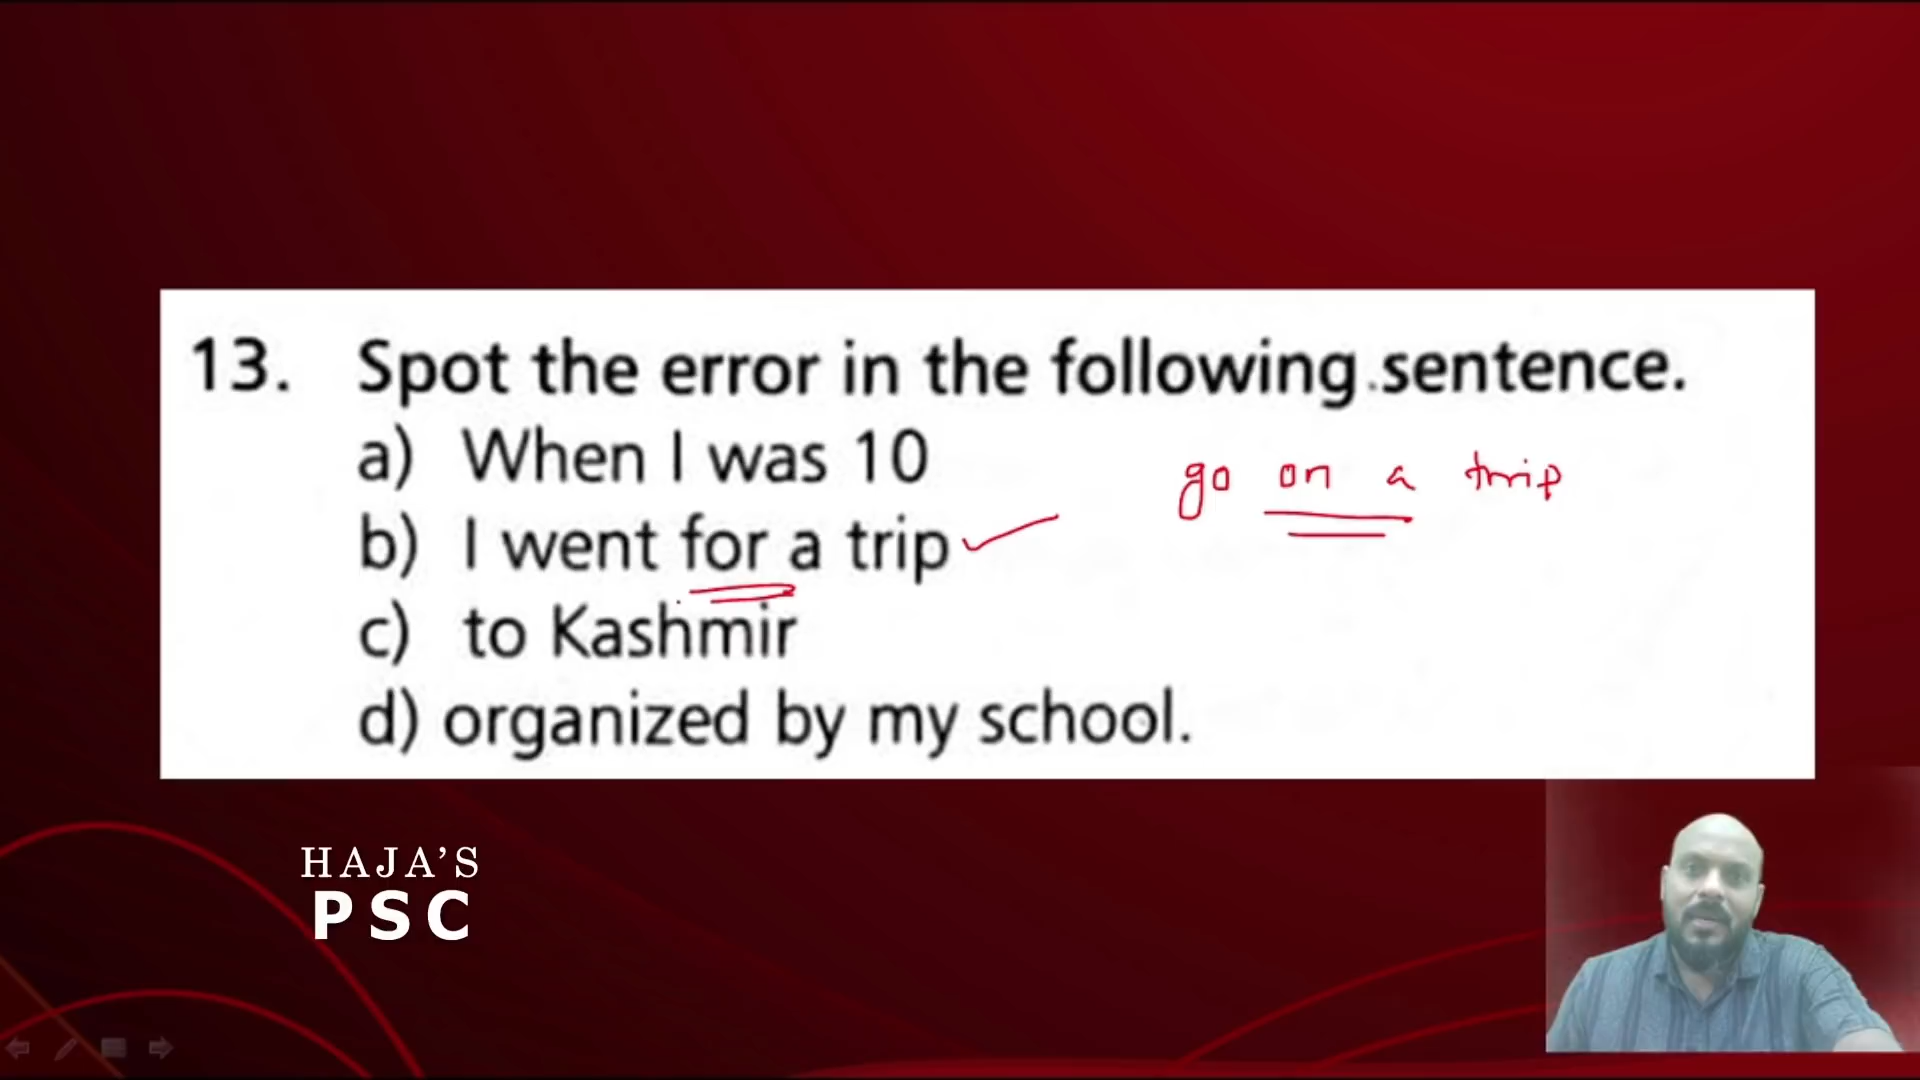 13. Spot the error in the following sentence.
a) When I was 10
go on a trip
b) I went for a trip
c) to Kashmir
d) organized by my school.
HAJA'S
PSC